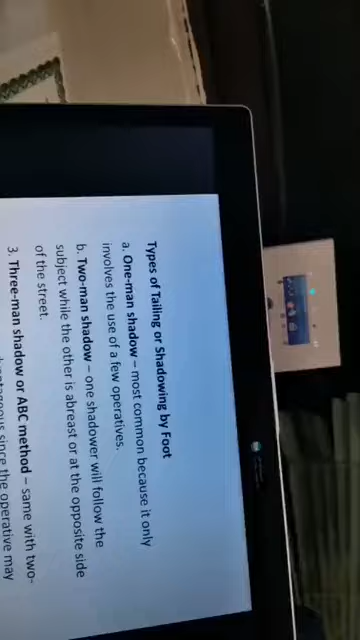 Types of Tailing or Shadowing by Foot
a. One-man shadow – most common because it only
involves the use of a few operatives.
b. Two-man shadow – one shadower will follow the
subject while the other is abreast or at the opposite side
of the street.
3. Three-man shadow or ABC method – same with two-
since the operative may